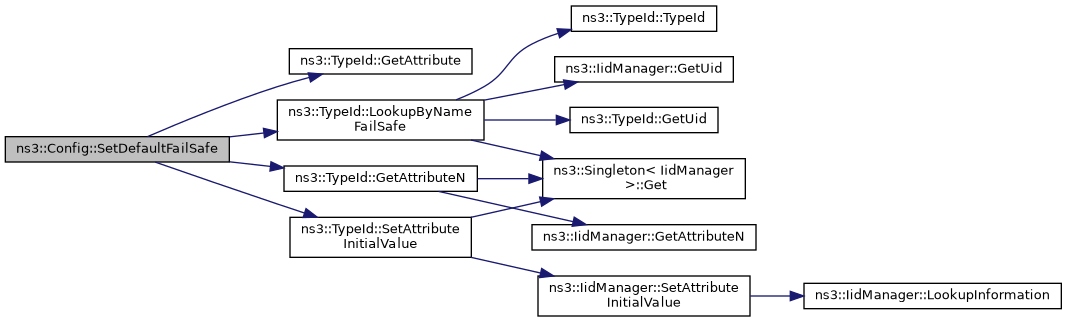 ns3::Config::SetDefaultFailSafe
ns3::TypeId::GetAttribute
ns3::TypeId::LookupByName
FailSafe
ns3::TypeId::GetAttributeN
ns3::TypeId::SetAttribute
InitialValue
ns3::TypeId::TypeId
ns3::IidManager::GetUid
ns3::TypeId::GetUid
ns3::Singleton< IidManager
>::Get
ns3::IidManager::GetAttributeN
ns3::IidManager::SetAttribute
InitialValue
ns3::IidManager::LookupInformation